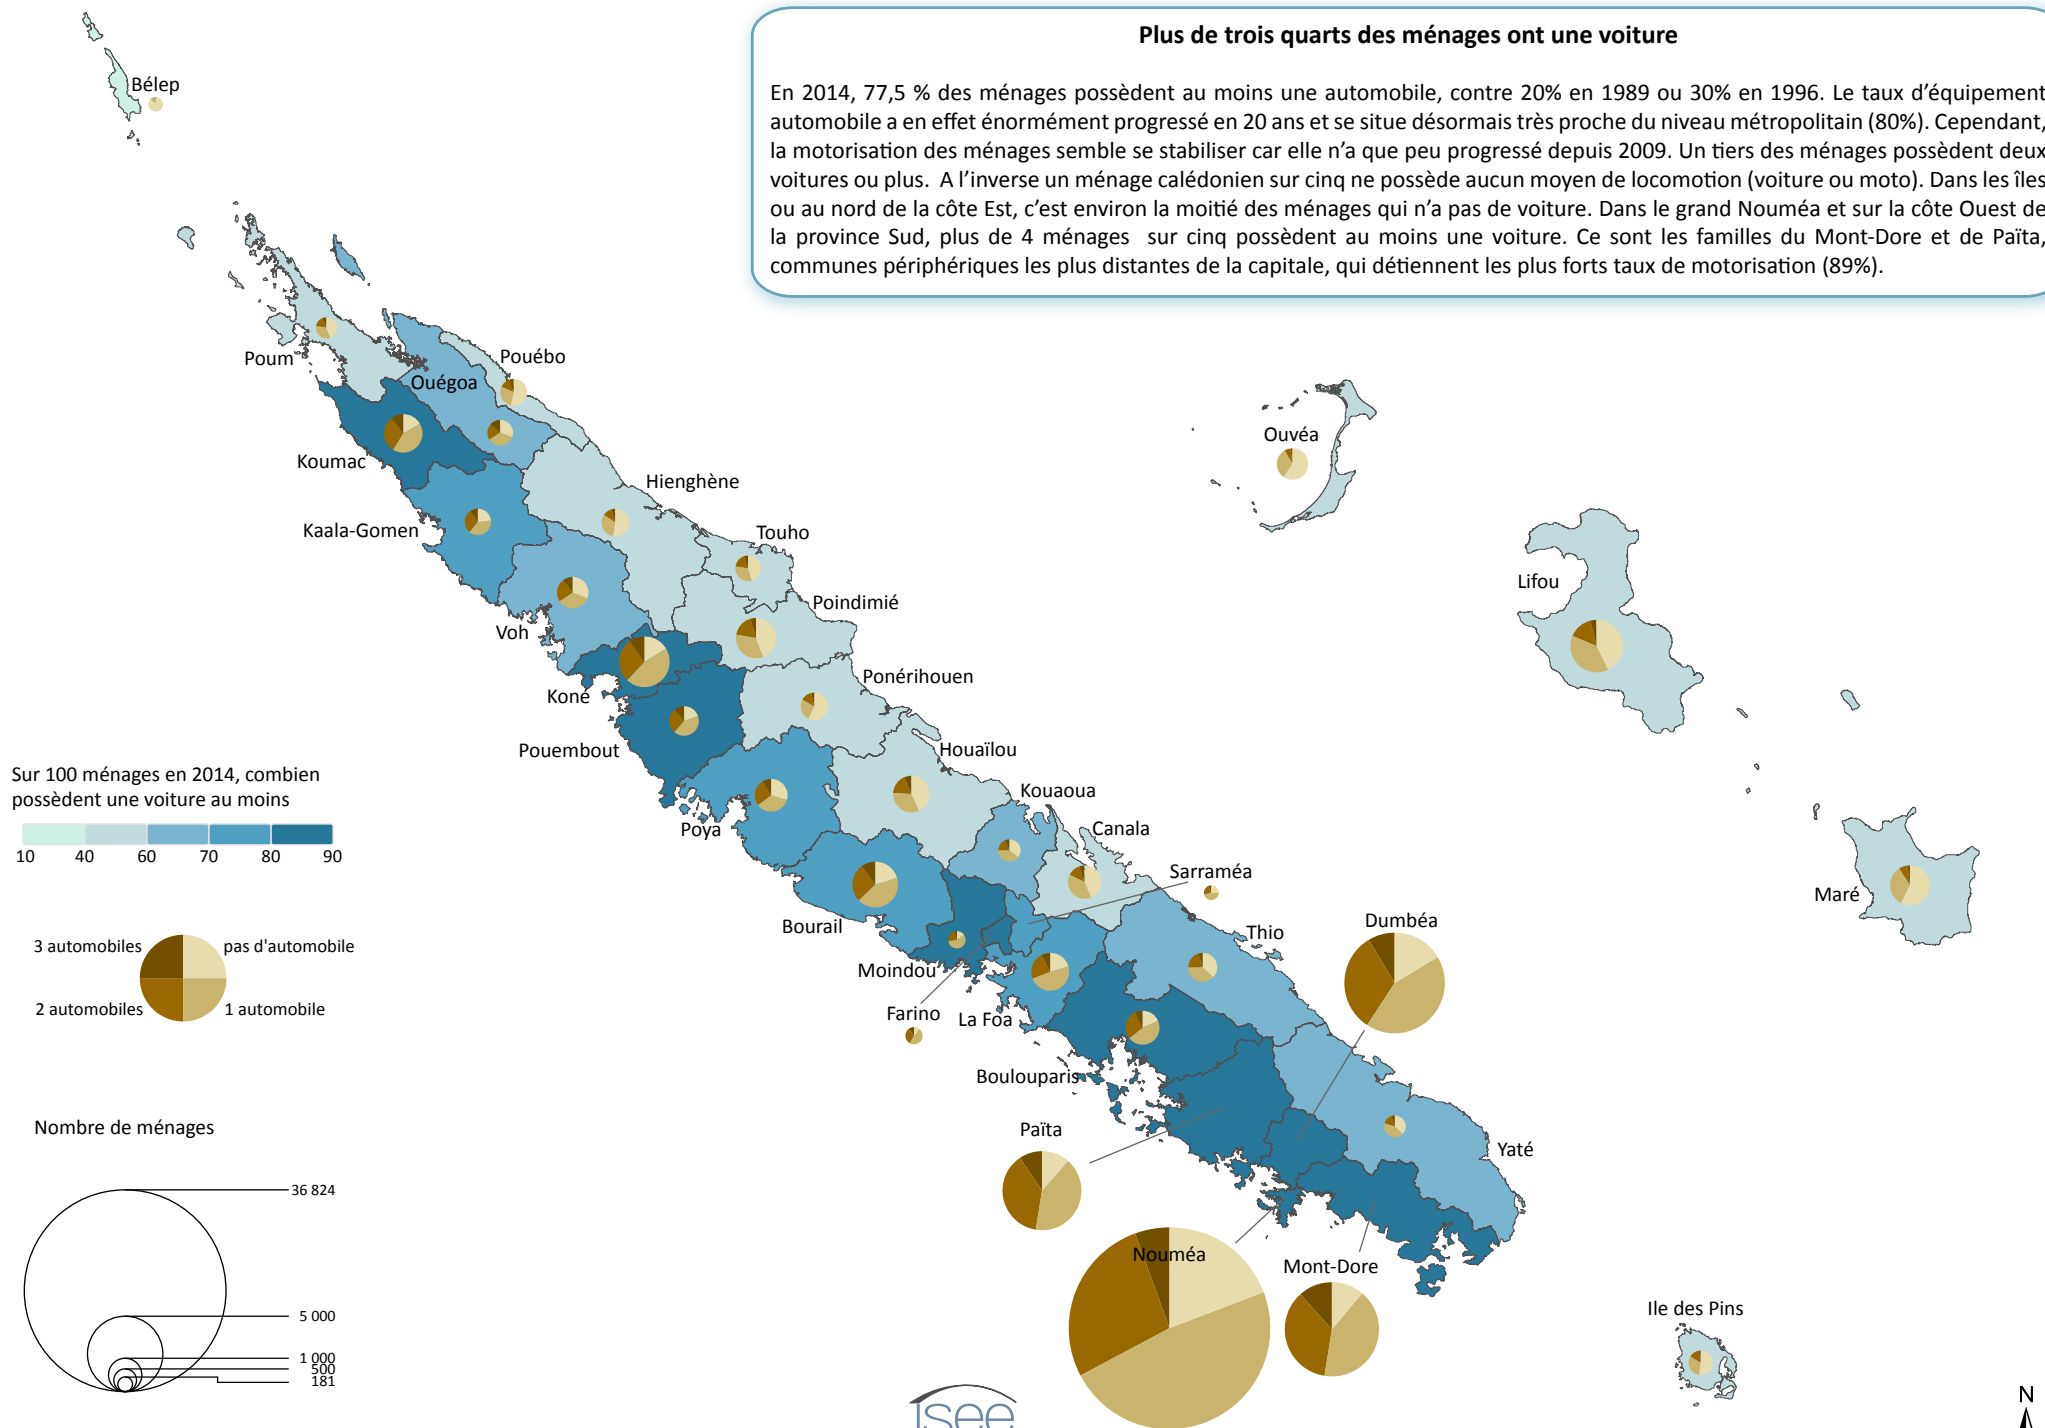 Plus de trois quarts des ménages ont une voiture
En 2014, 77,5 % des ménages possèdent au moins une automobile, contre 20% en 1989 ou 30% en 1996. Le taux d'équipement
automobile a en effet énormément progressé en 20 ans et se situe désormais très proche du niveau métropolitain (80%). Cependant,
la motorisation des ménages semble se stabiliser car elle n'a que peu progressé depuis 2009. Un tiers des ménages possèdent deux
voitures ou plus. A l'inverse un ménage calédonien sur cinq ne possède aucun moyen de locomotion (voiture ou moto). Dans les îles
ou au nord de la côte Est, c'est environ la moitié des ménages qui n'a pas de voiture. Dans le grand Nouméa et sur la côte Ouest de
la province Sud, plus de 4 ménages sur cinq possèdent au moins une voiture. Ce sont les familles du Mont-Dore et de Païta,
communes périphériques les plus distantes de la capitale, qui détiennent les plus forts taux de motorisation (89%).
Bélep
Poum
Pouébo
Ouégoa
Koumac
Ouvéa
Hienghène
Kaala-Gomen
Touho
Lifou
Poindimié
Voh
Ponérihouen
Koné
Pouembout
Houaïlou
Sur 100 ménages en 2014, combien
possèdent une voiture au moins
10 40 60 70 80 90
Kouaoua
Poya
Canala
Sarraméa
Maré
Bourail
Dumbéa
Thio
3 automobiles
pas d'automobile
2 automobiles
1 automobile
Moindou
Farino
La Foa
Boulouparis
Païta
Yaté
Nombre de ménages
36 824
5 000
1 000
500
181
Nouméa
Mont-Dore
Ile des Pins
isee
N